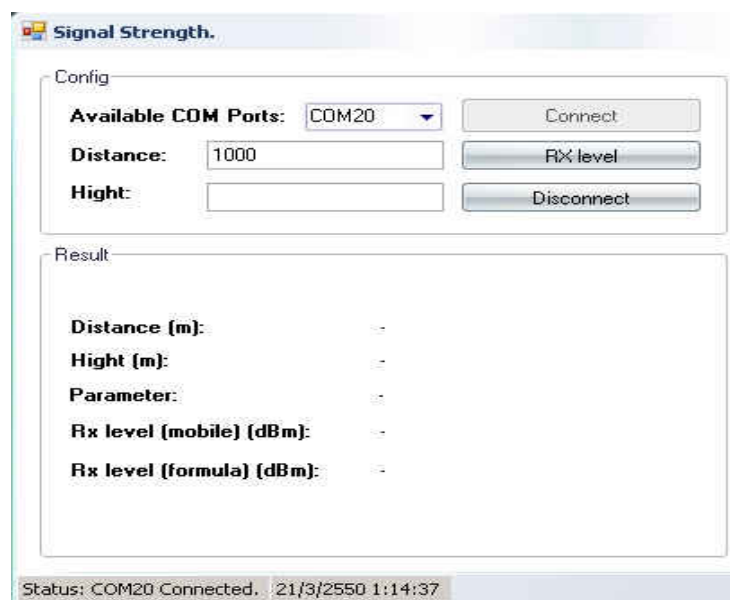 Signal Strength.
Config
Available COM Ports: COM20 Connect
Distance: 1000 RX level
Hight: Disconnect
Result
Distance (m): -
Hight (m): -
Parameter: -
Rx level (mobile) (dBm): -
Rx level (formula) (dBm): -
Status: COM20 Connected. 21/3/2550 1:14:37